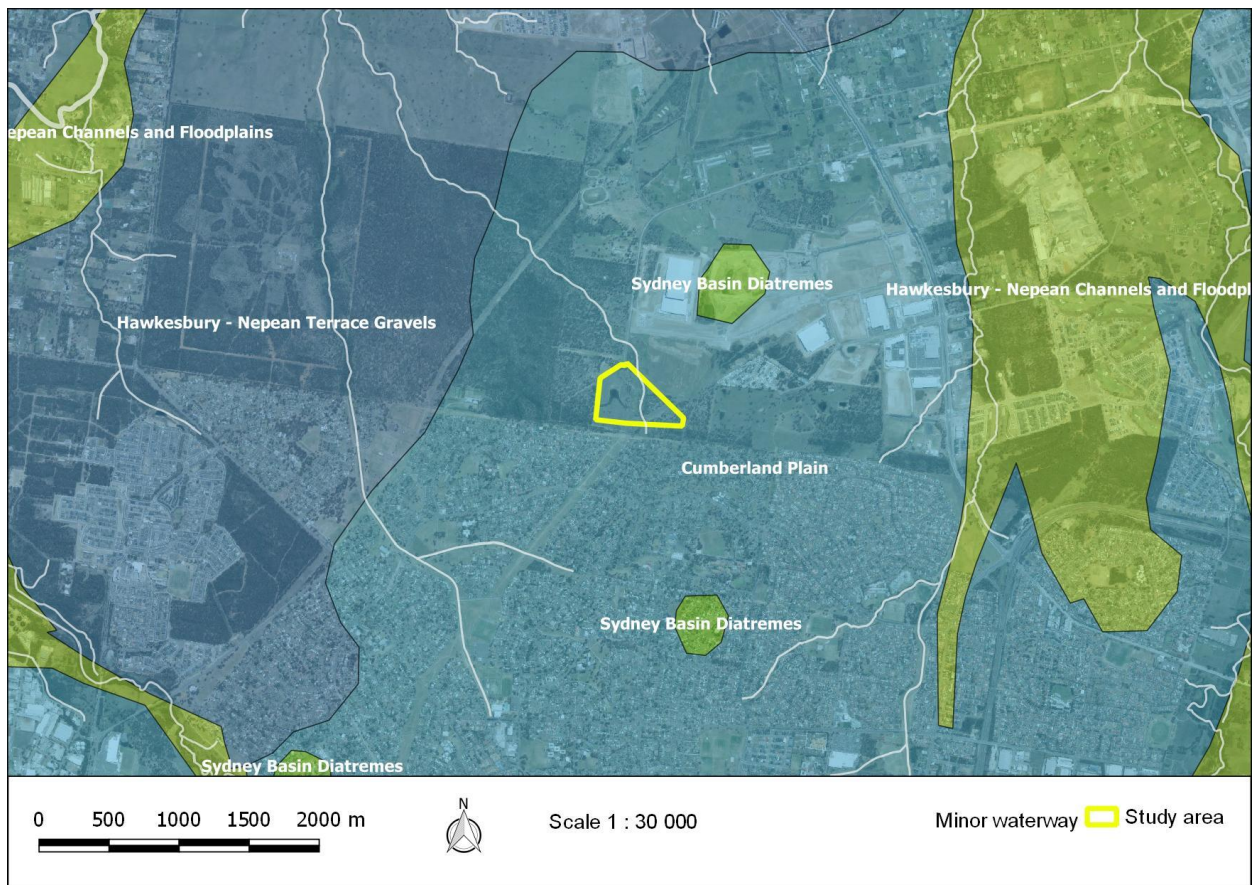 epean Channels and Floodplains
Sydney Basin Diatremes
Hawkesbury - Nepean Channels and Floodpl
Hawkesbury - Nepean Terrace Gravels
Cumberland Plain
Sydney Basin Diatremes
Sydney Basin Diatremes
0 500 1000 1500 2000 m
N
Scale 1 : 30 000
Minor waterway
Study area